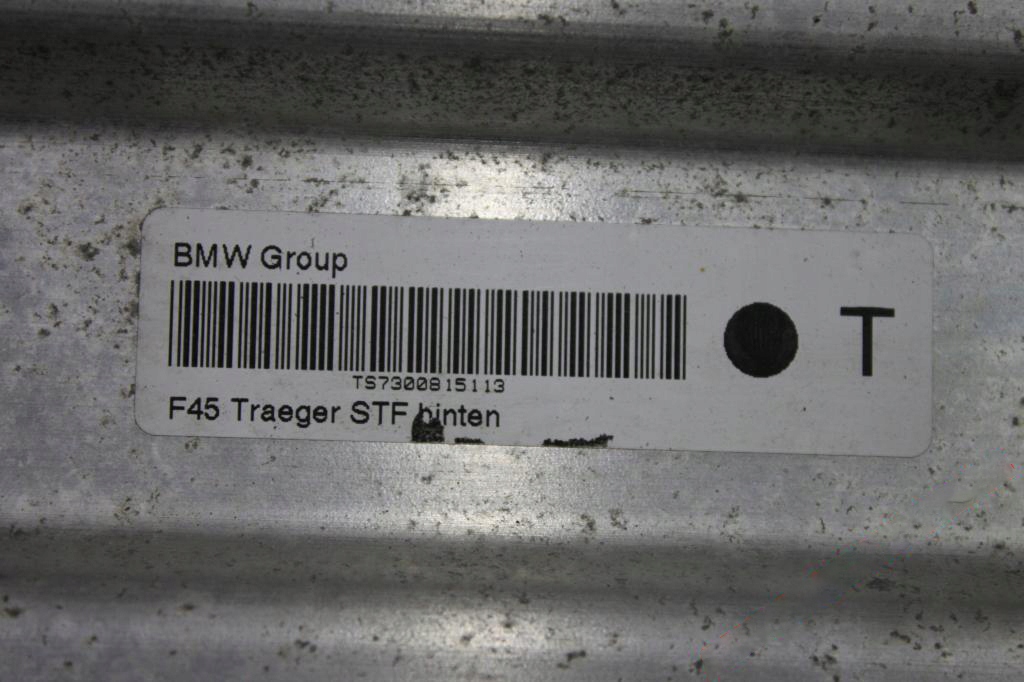 BMW Group
T
TS7300815113
F45 Traeger STF hinten